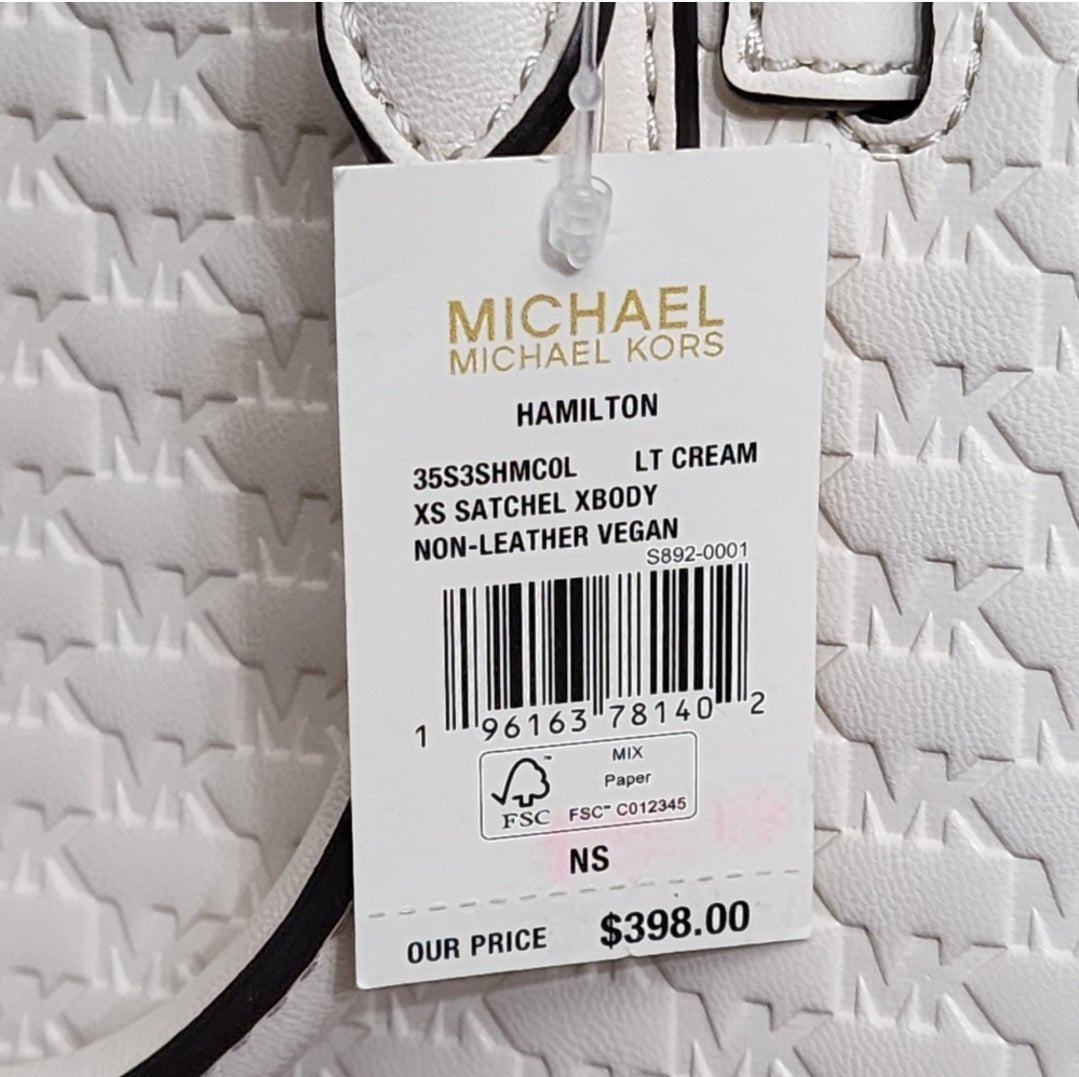 MICHAEL
MICHAEL KORS
HAMILTON
35S3SHMC0L LT CREAM
XS SATCHEL XBODY
NON-LEATHER VEGAN
S892-0001
1 96163 78140 2
MIX
Paper
FSC™ C012345
FSC
NS
OUR PRICE $398.00